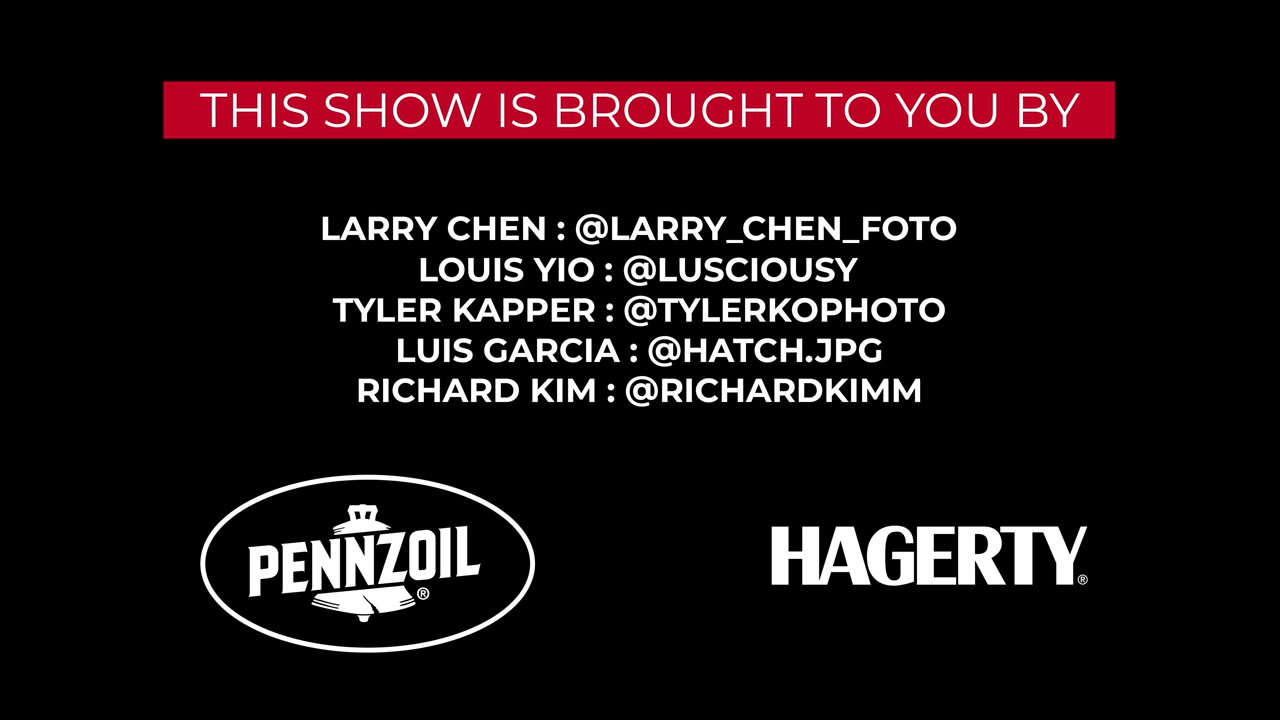 THIS SHOW IS BROUGHT TO YOU BY
LARRY CHEN : @LARRY_CHEN_FOTO
LOUIS YIO : @LUSCIOUSY
TYLER KAPPER : @TYLERKOPHOTO
LUIS GARCIA : @HATCH.JPG
RICHARD KIM : @RICHARDKIMM
PENNZOIL®
HAGERTY®